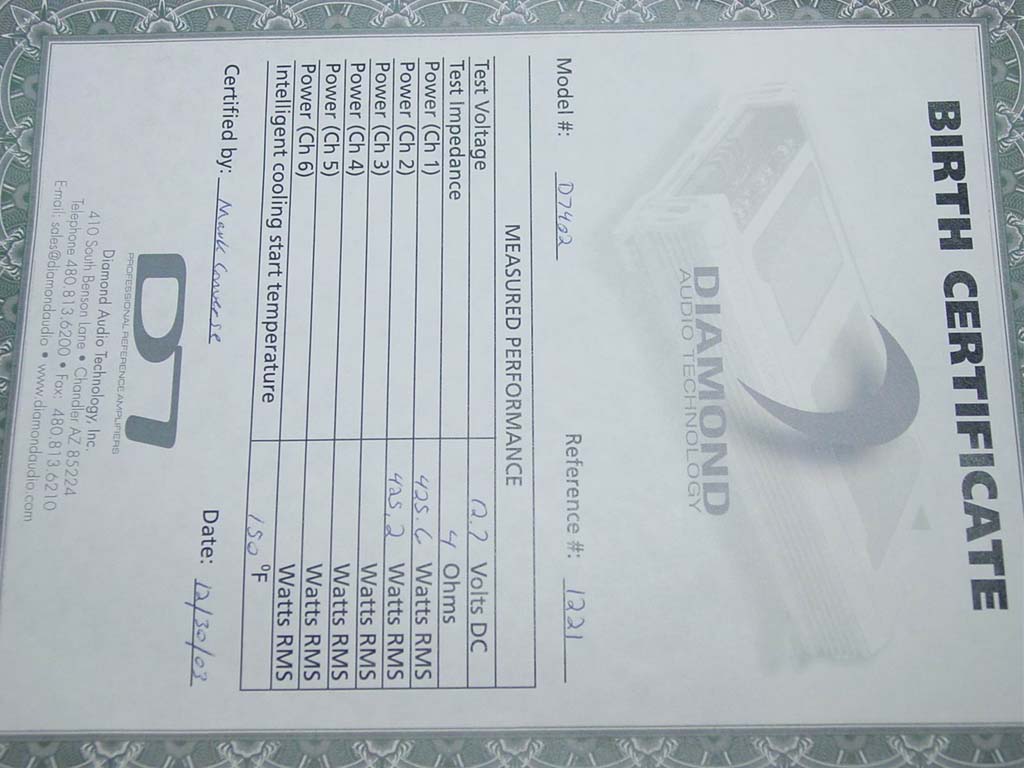 BIRTH CERTIFICATE
DIAMOND
AUDIO TECHNOLOGY
Model #: D7402 Reference #: 1221
MEASURED PERFORMANCE
Test Voltage 12.7 Volts DC
Test Impedance 4 Ohms
Power (Ch 1) 425.6 Watts RMS
Power (Ch 2) 425.2 Watts RMS
Power (Ch 3) Watts RMS
Power (Ch 4) Watts RMS
Power (Ch 5) Watts RMS
Power (Ch 6) Watts RMS
Intelligent cooling start temperature 150 °F
Certified by: Mark Converse Date: 12/30/03
D7
PROFESSIONAL REFERENCE AMPLIFIERS
Diamond Audio Technology, Inc.
410 South Benson Lane • Chandler AZ 85224
Telephone 480.813.6200 • Fax: 480.813.6210
E-mail: sales@diamondaudio • www.diamondaudio.com